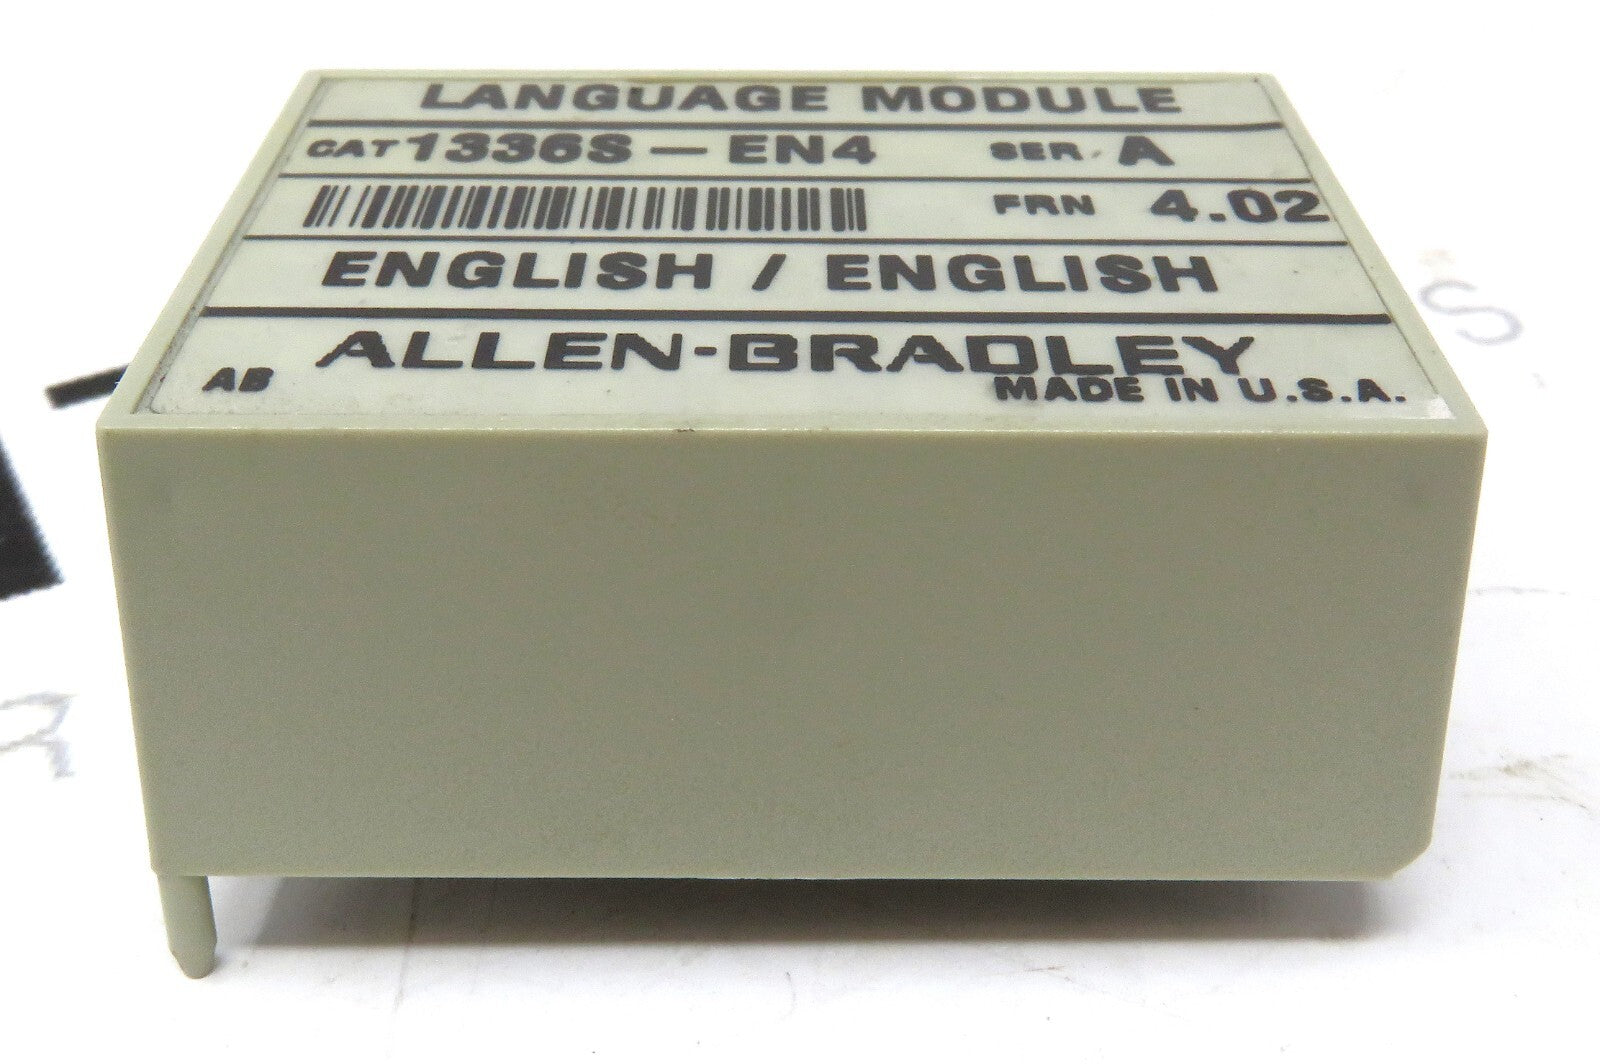 LANGUAGE MODULE
CAT 1336S-EN4 SER. A
FRN 4.02
ENGLISH / ENGLISH
ALLEN-BRADLEY
AB MADE IN U.S.A.